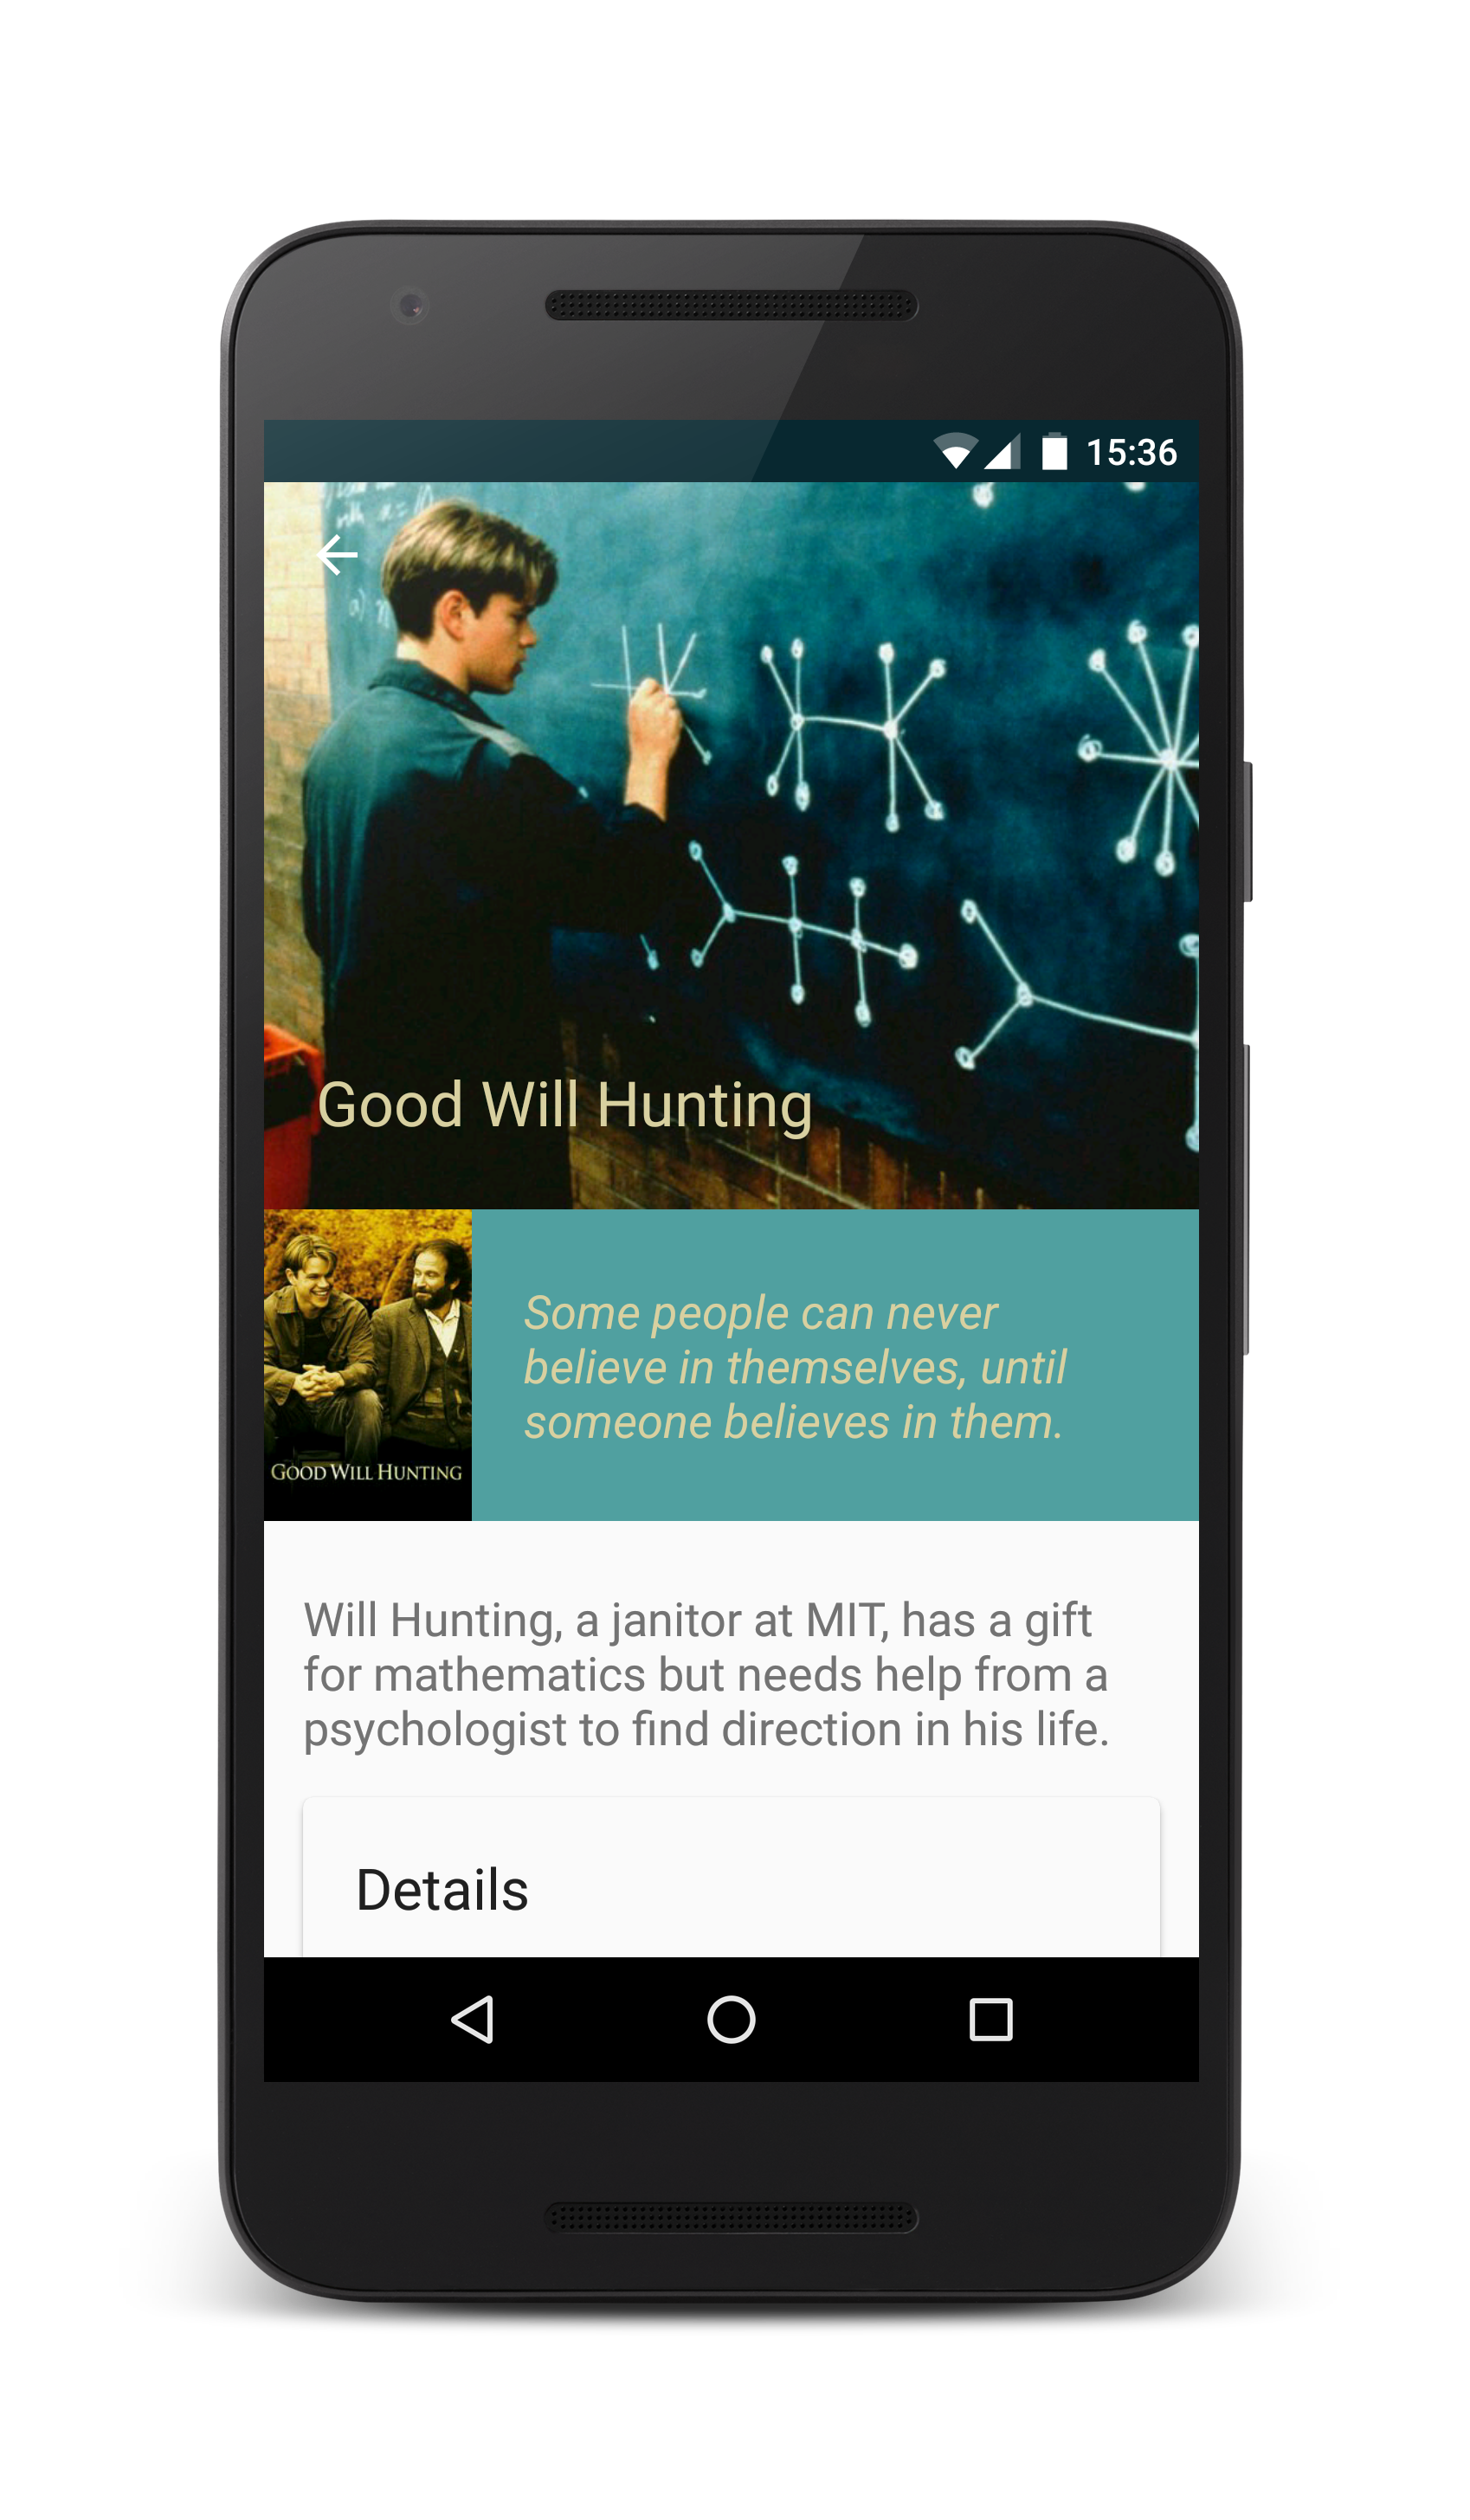 15:36
Good Will Hunting
Some people can never
believe in themselves, until
someone believes in them.
GOOD WILL HUNTING
Will Hunting, a janitor at MIT, has a gift
for mathematics but needs help from a
psychologist to find direction in his life.
Details